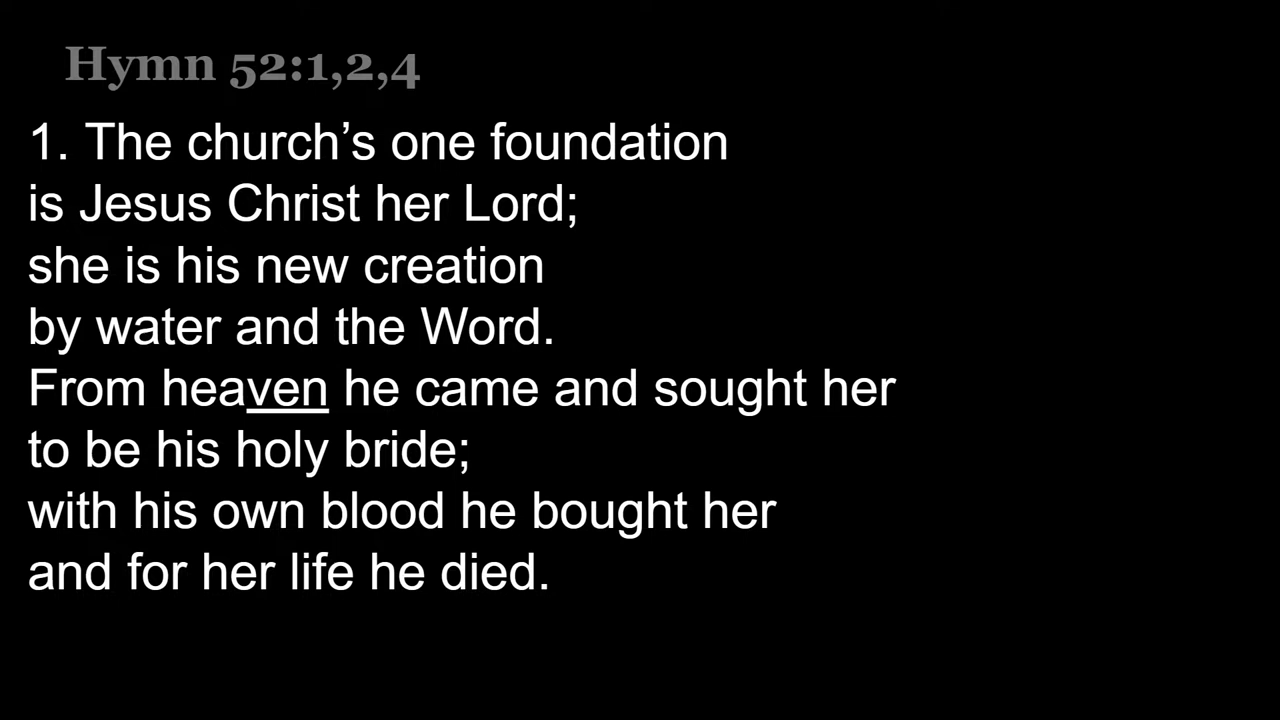 Hymn 52:1,2,4
1. The church’s one foundation
is Jesus Christ her Lord;
she is his new creation
by water and the Word.
From heaven he came and sought her
to be his holy bride;
with his own blood he bought her
and for her life he died.